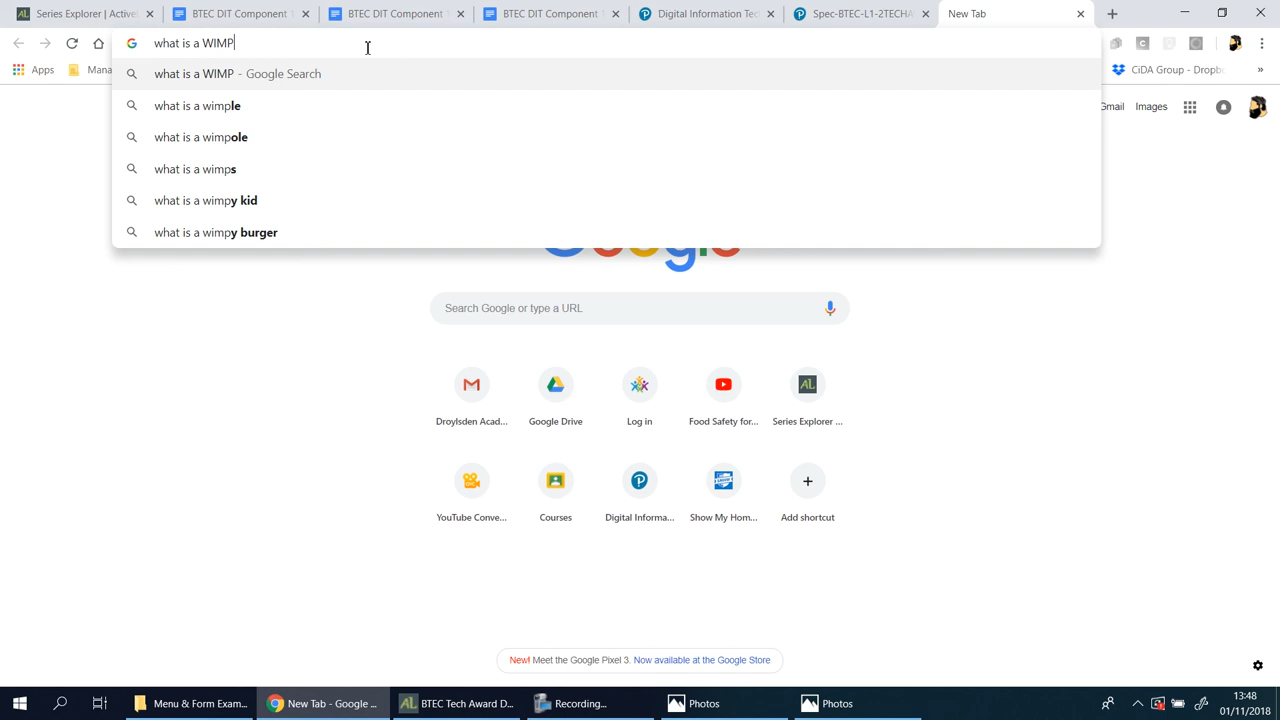 Series Explorer | Active
BTEC DIT Component
BTEC DIT Component
BTEC DIT Component
Digital Information Tec
Spec-BTEC-L1-2TECHA
New Tab
what is a WIMP
Apps
Mana
CiDA Group - Dropbo
»
what is a WIMP - Google Search
what is a wimple
what is a wimpole
what is a wimps
what is a wimpy kid
what is a wimpy burger
Gmail
Images
Search Google or type a URL
Droylsden Acad...
Google Drive
Log in
Food Safety for...
Series Explorer ...
YouTube Conve...
Courses
Digital Informa...
Show My Hom...
Add shortcut
New! Meet the Google Pixel 3. Now available at the Google Store
Menu & Form Exam...
New Tab - Google ...
BTEC Tech Award D...
Recording...
Photos
Photos
13:48
01/11/2018